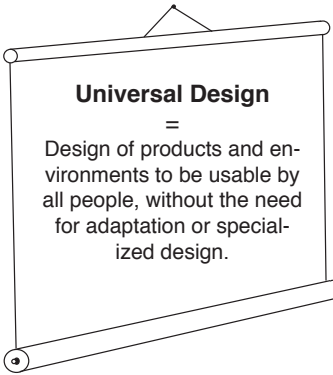 Universal Design
=
Design of products and en-
vironments to be usable by
all people, without the need
for adaptation or special-
ized design.